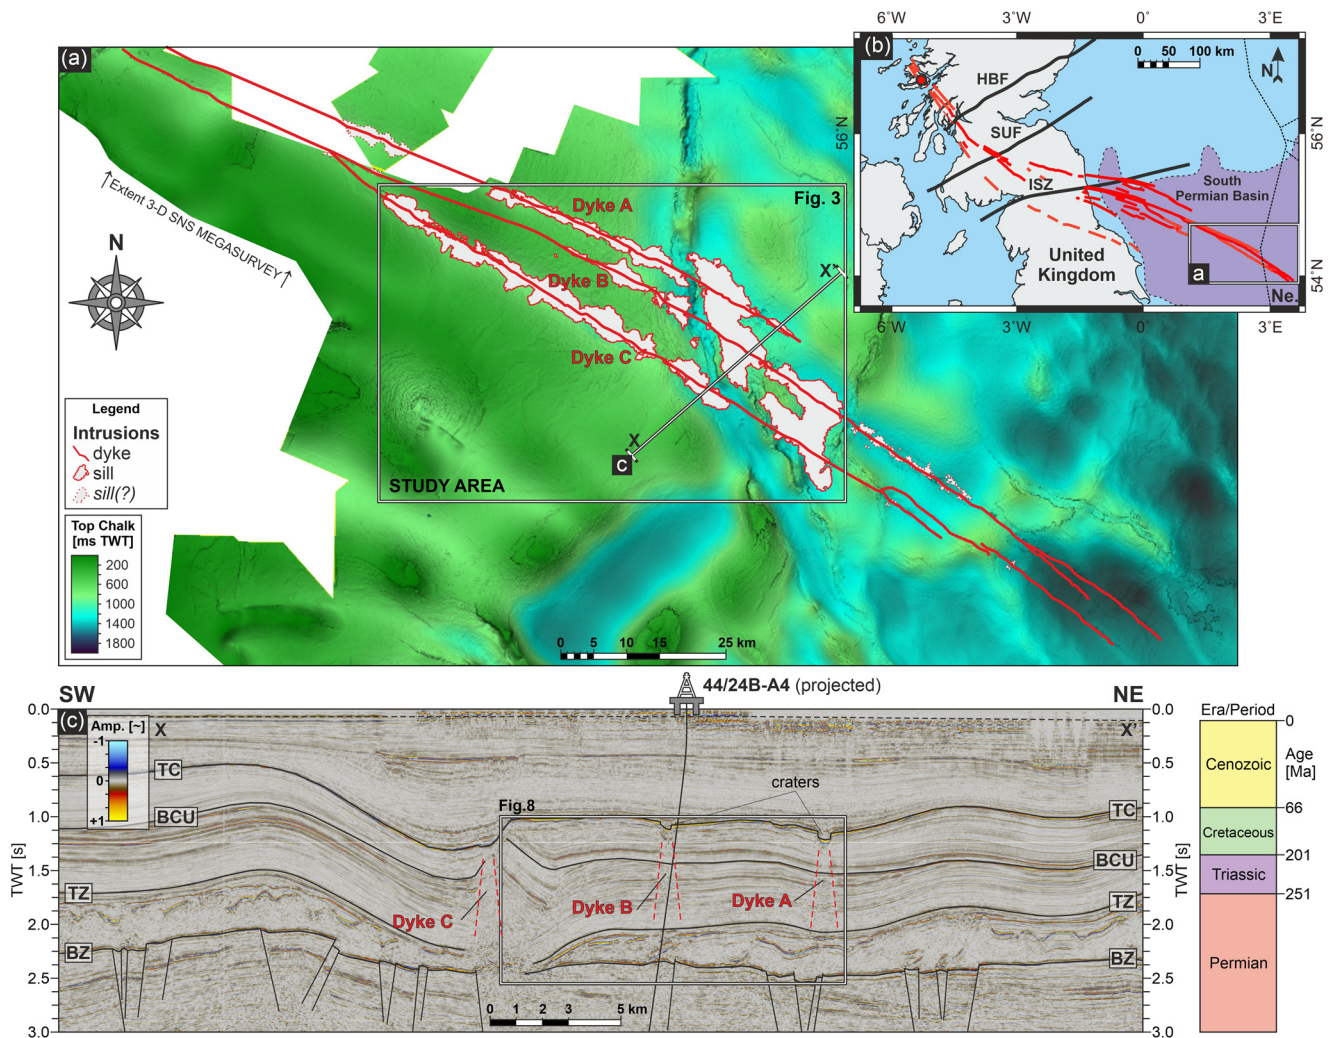 (a)
Extent 3-D SNS MEGASURVEY
N
Dyke A
Fig. 3
Dyke B
X'
Dyke C
X
c
STUDY AREA
Legend
Intrusions
dyke
sill
sill(?)
Top Chalk
[ms TWT]
200
600
1000
1400
1800
0 5 10 15 25 km
6°W 3°W 0° 3°E
(b)
0 50 100 km
N
HBF
SUF
ISZ
56°N
56°N
South
Permian Basin
United
Kingdom
a
54°N
Ne.
6°W 3°W 0° 3°E
SW
44/24B-A4 (projected)
NE
(c)
Amp. [~]
-1
0
+1
X
X'
0.0
0.5
1.0
1.5
2.0
2.5
3.0
TWT [s]
TC
BCU
TZ
BZ
Fig.8
craters
Dyke C
Dyke B
Dyke A
TC
BCU
TZ
BZ
0.0
0.5
1.0
1.5
2.0
2.5
3.0
TWT [s]
0 1 2 3 5 km
Era/Period
Cenozoic
Cretaceous
Triassic
Permian
0
Age
[Ma]
66
201
251